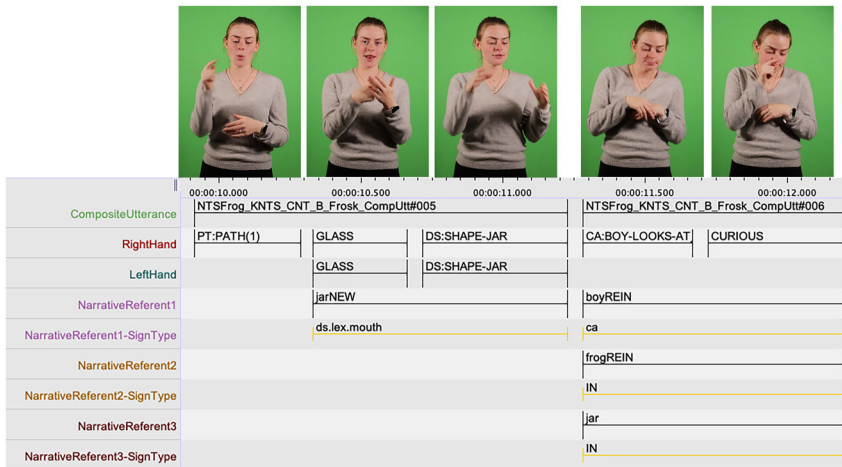 00:00:10.000 00:00:10.500 00:00:11.000 00:00:11.500 00:00:12.000
CompositeUtterance NTSFrog_KNTS_CNT_B_Frosk_CompUtt#005 NTSFrog_KNTS_CNT_B_Frosk_CompUtt#006
RightHand PT:PATH(1) GLASS DS:SHAPE-JAR CA:BOY-LOOKS-AT CURIOUS
LeftHand GLASS DS:SHAPE-JAR
NarrativeReferent1 jarNEW boyREIN
NarrativeReferent1-SignType ds.lex.mouth ca
NarrativeReferent2 frogREIN
NarrativeReferent2-SignType IN
NarrativeReferent3 jar
NarrativeReferent3-SignType IN